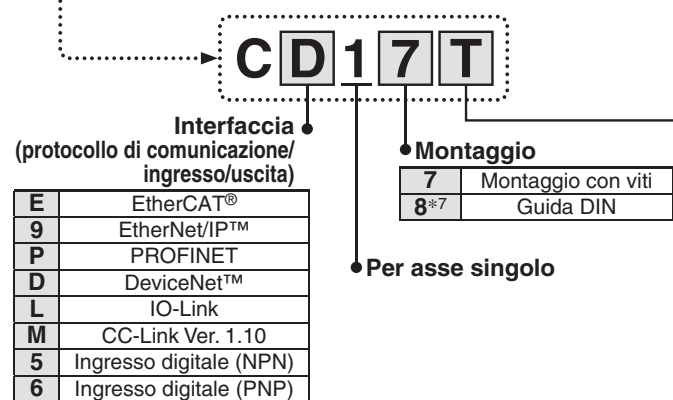 CD17T
Interfaccia
(protocollo di comunicazione/
ingresso/uscita)
E EtherCAT®
9 EtherNet/IP™
P PROFINET
D DeviceNet™
L IO-Link
M CC-Link Ver. 1.10
5 Ingresso digitale (NPN)
6 Ingresso digitale (PNP)
Per asse singolo
Montaggio
7 Montaggio con viti
8*7 Guida DIN